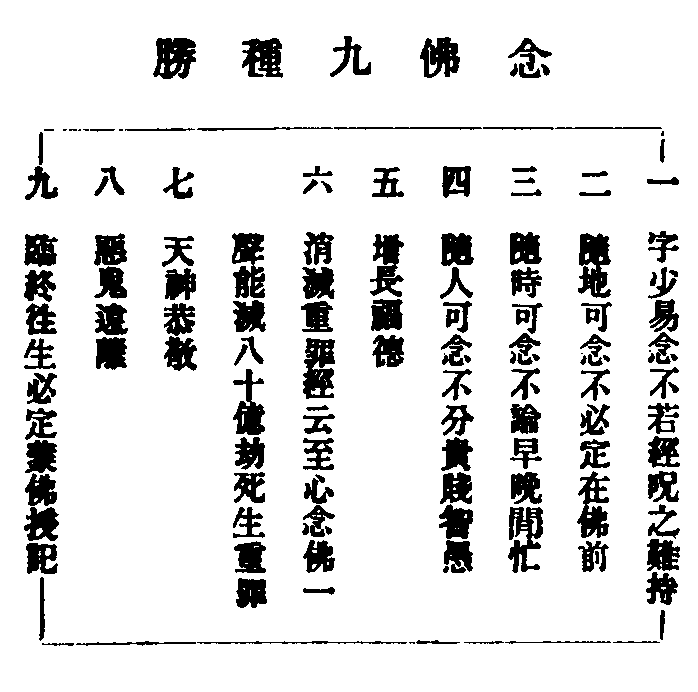 念佛九種勝
一 字少易念不若經呪之難持
二 隨地可念不必定在佛前
三 隨時可念不論早晚閒忙
四 隨人可念不分貴賤智愚
五 增長福德
六 消滅重罪經云至心念佛一
聲能滅八十億劫死生重罪
七 天神恭敬
八 惡鬼遠離
九 臨終往生必定蒙佛授記